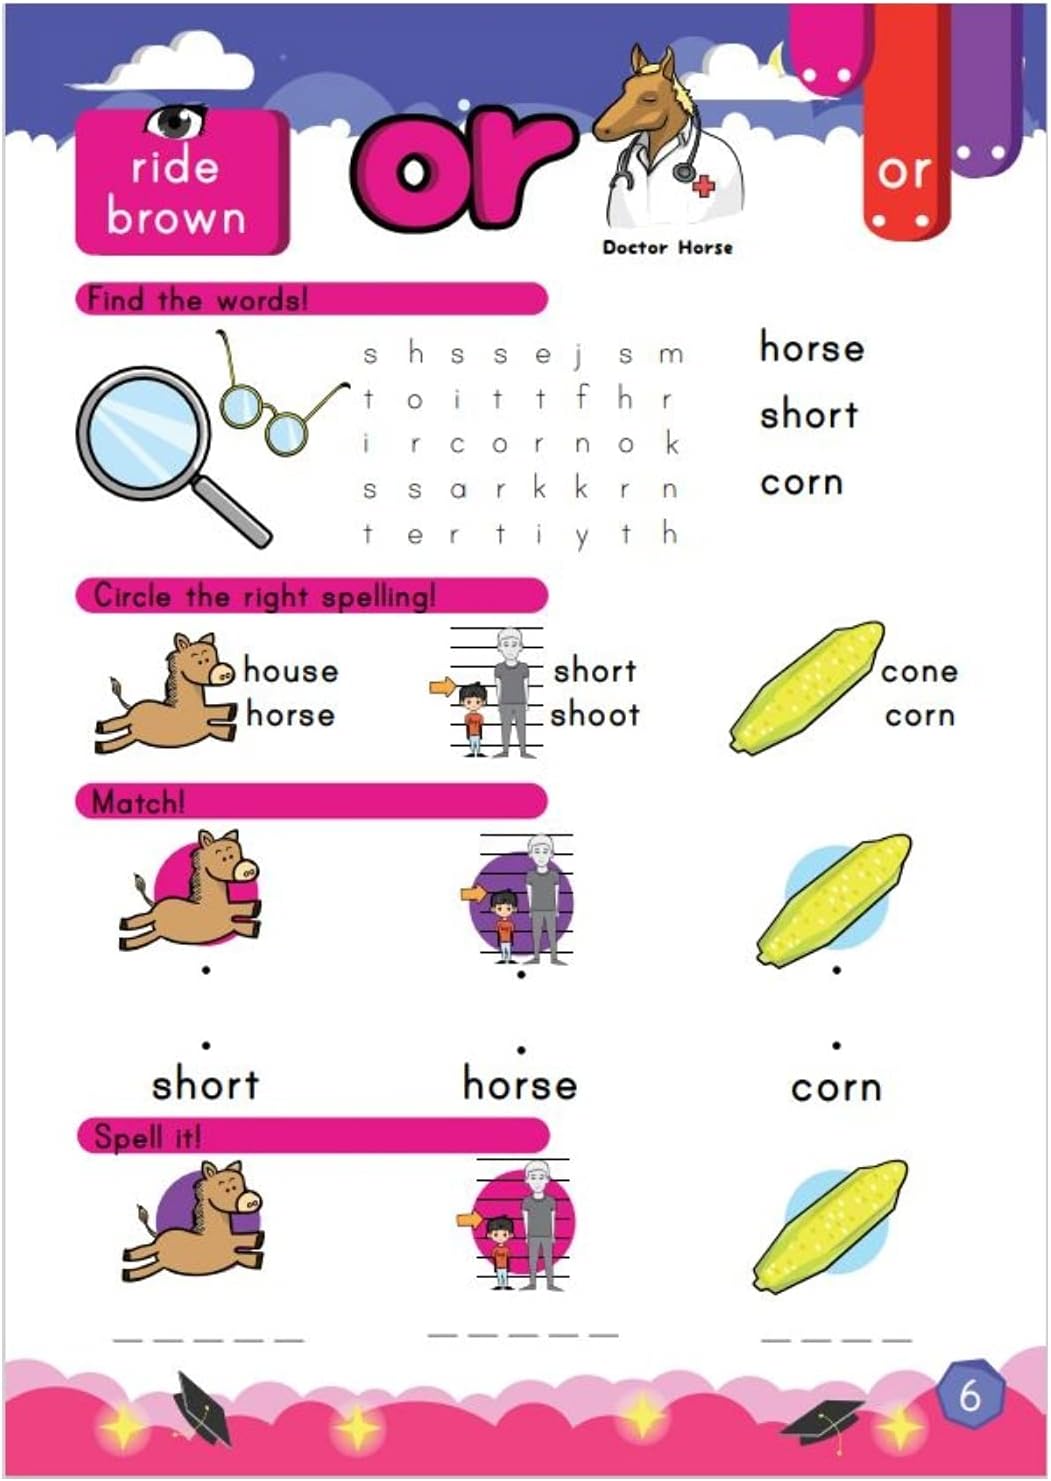 ride
brown
or
or
Doctor Horse
Find the words!
s h s s e j s m
t o i t t f h r
i r c o r n o k
s s a r k k r n
t e r t i y t h
horse
short
corn
Circle the right spelling!
house
horse
short
shoot
cone
corn
Match!
short horse corn
Spell it!
_ _ _ _ _ _ _ _ _ _ _ _ _ _
6